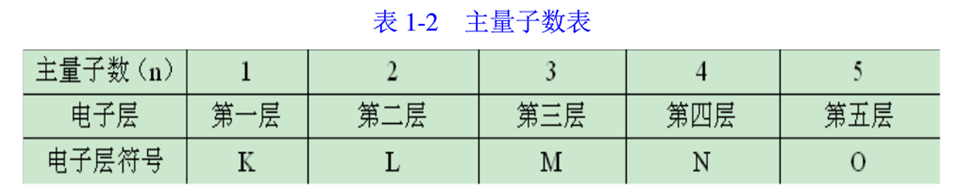 表 1-2 主量子数表
主量子数(n) 1 2 3 4 5
电子层 第一层 第二层 第三层 第四层 第五层
电子层符号 K L M N O